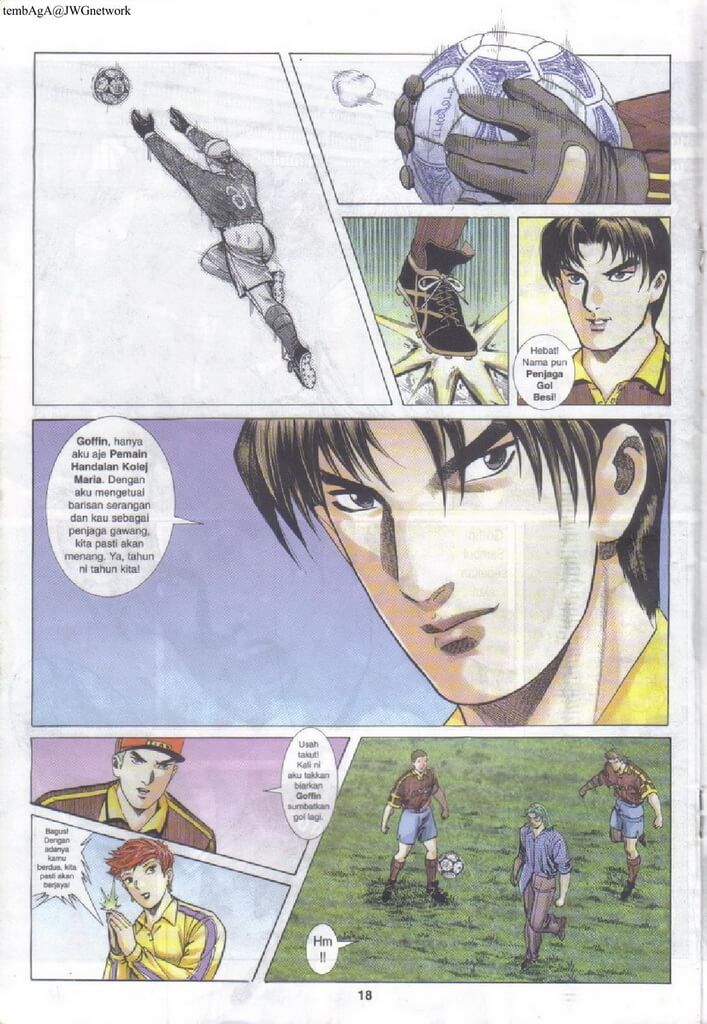 tembAgA@JWGnetwork
Hebat!
Nama pun
Penjaga
Gol
Besi!
Goffin, hanya
aku aje Pemain
Handalan Kolej
Maria. Dengan
aku mengetuai
barisan serangan
dan kau sebagai
penjaga gawang,
kita pasti akan
menang. Ya, tahun
ni tahun kita!
Usah
takut!
Kali ni
aku takkan
biarkan
Goffin
sumbatkan
gol lagi.
Bagus!
Dengan
adanya
kamu
berdua, kita
pasti akan
berjaya!
Hm
!!
18